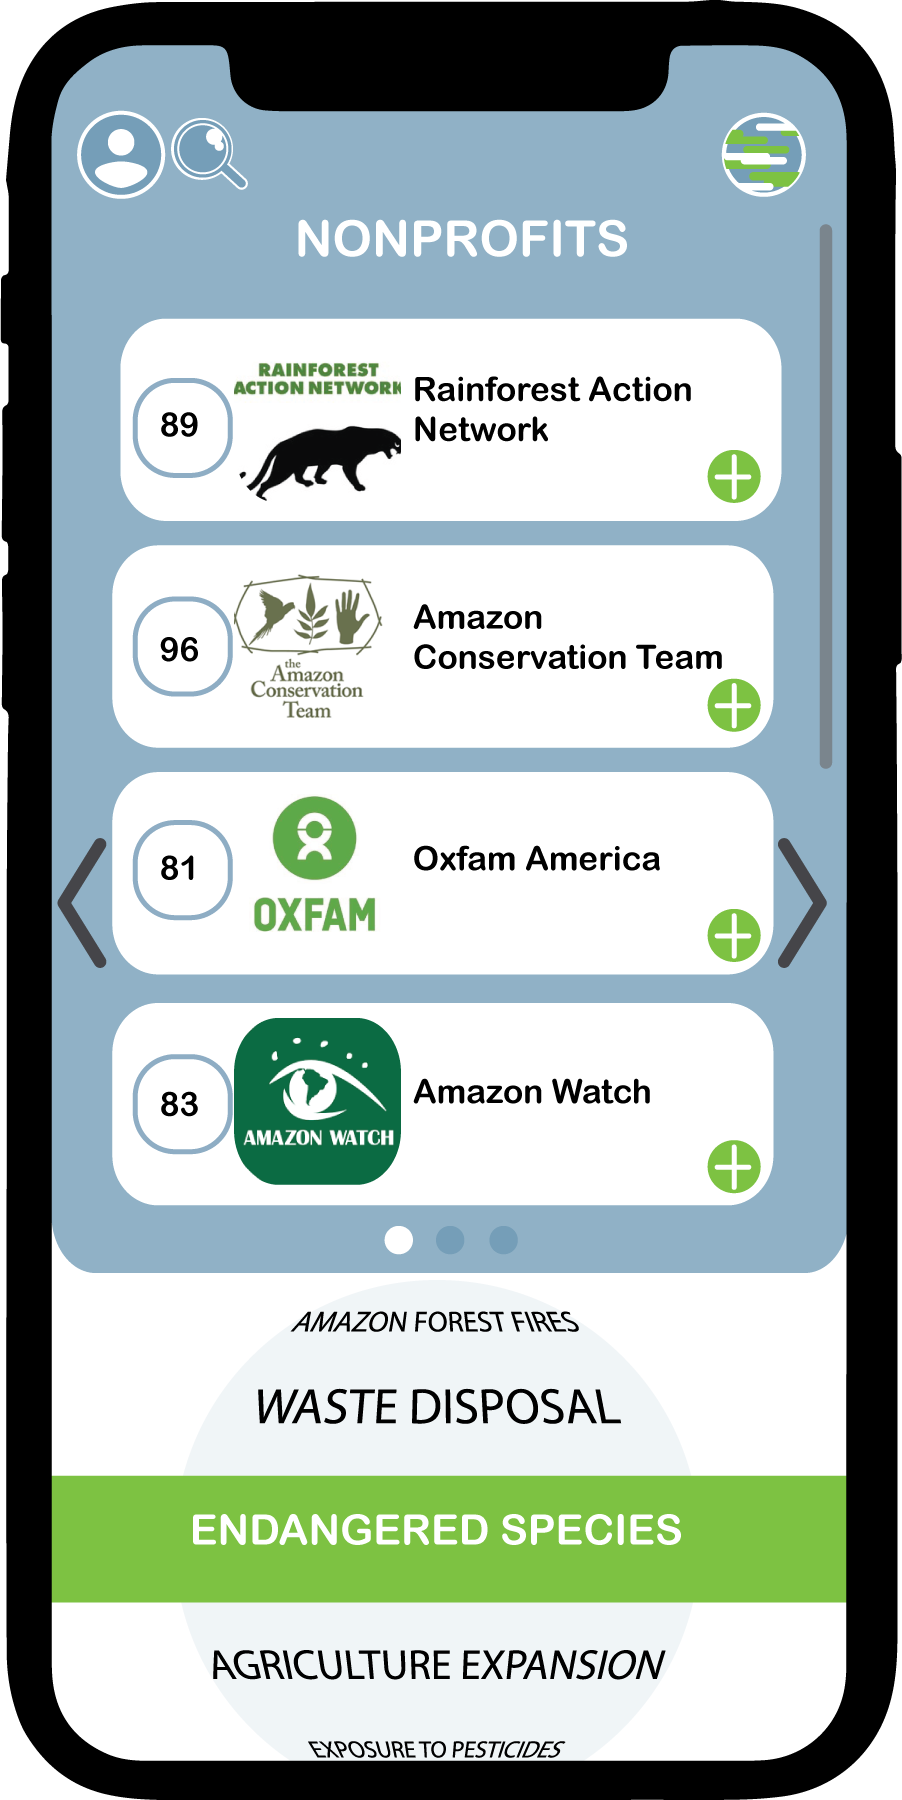 NONPROFITS
89
RAINFOREST
ACTION NETWORK
Rainforest Action
Network
96
the
Amazon
Conservation
Team
Amazon
Conservation Team
81
OXFAM
Oxfam America
83
AMAZON WATCH
Amazon Watch
AMAZON FOREST FIRES
WASTE DISPOSAL
ENDANGERED SPECIES
AGRICULTURE EXPANSION
EXPOSURE TO PESTICIDES